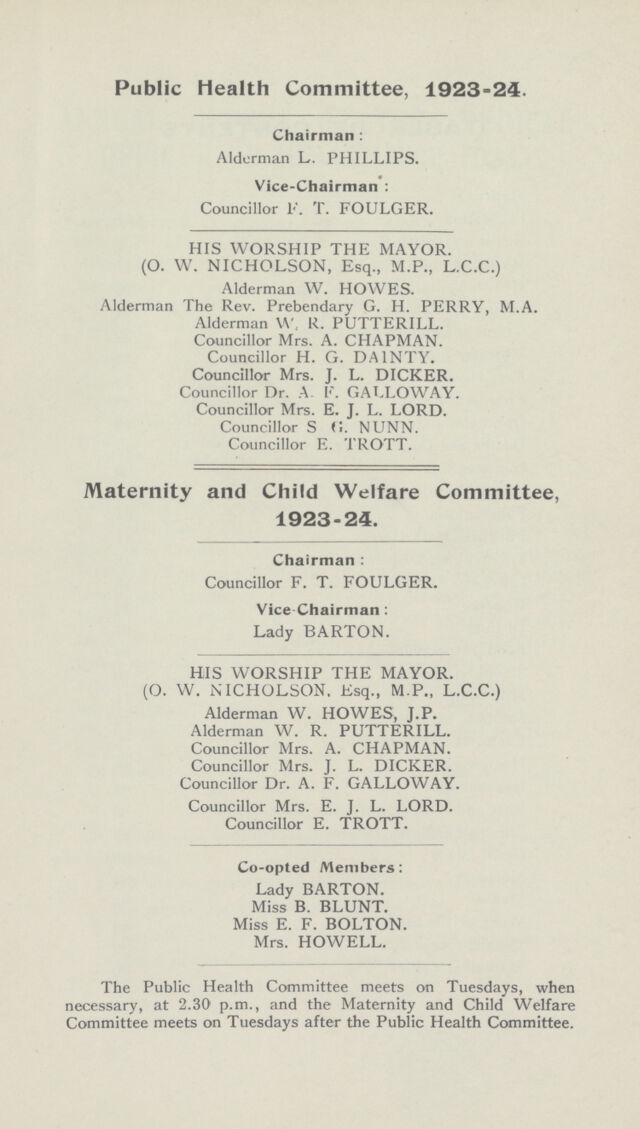 Public Health Committee, 1923-24.
Chairman:
Alderman L. PHILLIPS.
Vice-Chairman:
Councillor F. T. FOULGER.
HIS WORSHIP THE MAYOR.
(O. W. NICHOLSON, Esq., M.P., L.C.C.)
Alderman W. HOWES.
Alderman The Rev. Prebendary G. H. PERRY, M.A.
Alderman W. R. PUTTERILL.
Councillor Mrs. A. CHAPMAN.
Councillor H. G. DAINTY.
Councillor Mrs. J. L. DICKER.
Councillor Dr. A. F. GALLOWAY.
Councillor Mrs. E. J. L. LORD.
Councillor S G. NUNN.
Councillor E. TROTT.
Maternity and Child Welfare Committee,
1923-24.
Chairman:
Councillor F. T. FOULGER.
Vice-Chairman:
Lady BARTON.
HIS WORSHIP THE MAYOR.
(O. W. NICHOLSON, Esq., M.P., L.C.C.)
Alderman W. HOWES, J.P.
Alderman W. R. PUTTERILL.
Councillor Mrs. A. CHAPMAN.
Councillor Mrs. J. L. DICKER.
Councillor Dr. A. F. GALLOWAY.
Councillor Mrs. E. J. L. LORD.
Councillor E. TROTT.
Co-opted Members:
Lady BARTON.
Miss B. BLUNT.
Miss E. F. BOLTON.
Mrs. HOWELL.
The Public Health Committee meets on Tuesdays, when
necessary, at 2.30 p.m., and the Maternity and Child Welfare
Committee meets on Tuesdays after the Public Health Committee.